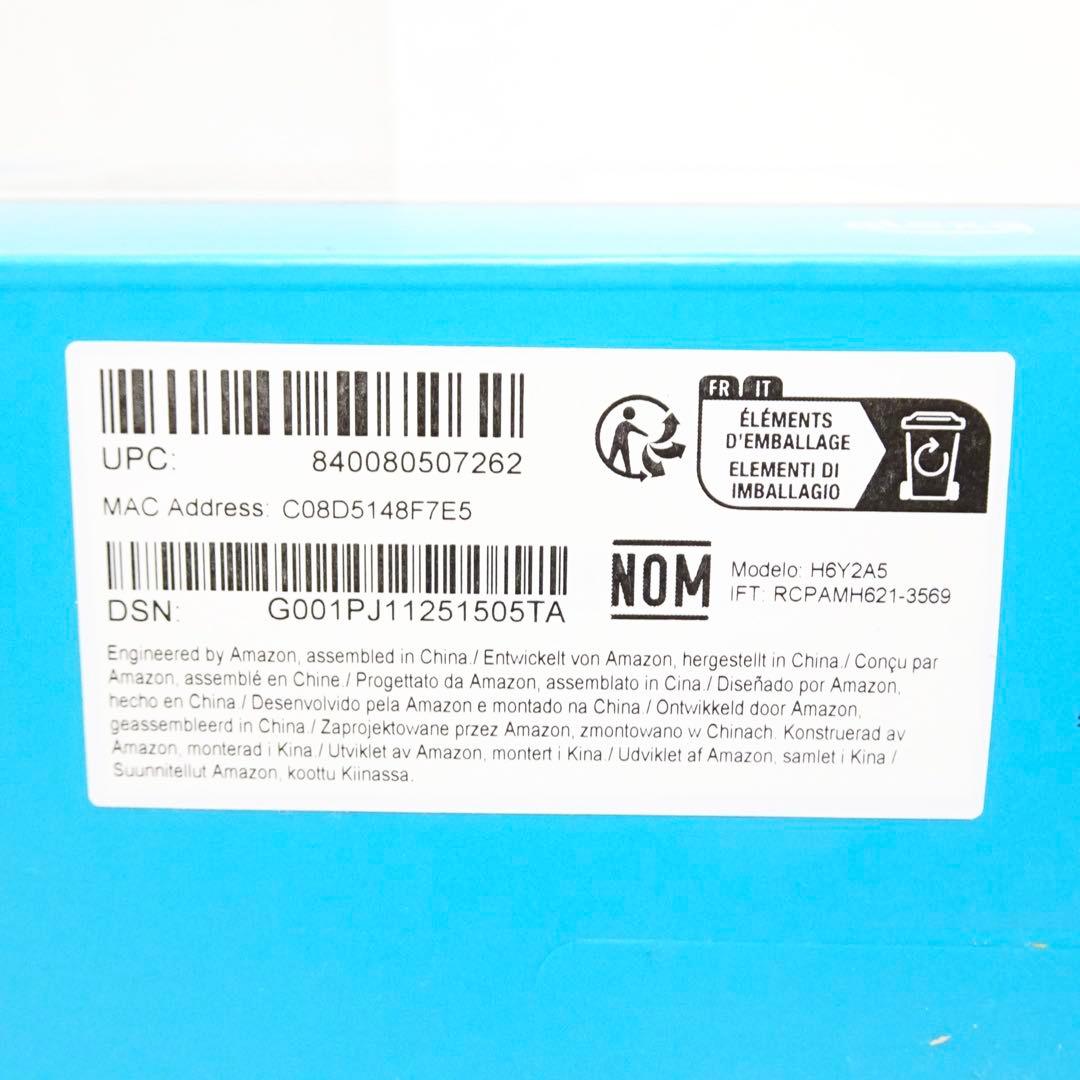 UPC: 840080507262
MAC Address: C08D5148F7E5
DSN: G001PJ11251505TA
FR IT
ÉLÉMENTS
D'EMBALLAGE
ELEMENTI DI
IMBALLAGIO
NOM
Modelo: H6Y2A5
IFT: RCPAMH621-3569
Engineered by Amazon, assembled in China./ Entwickelt von Amazon, hergestellt in China./ Conçu par
Amazon, assemblé en Chine./ Progettato da Amazon, assemblato in Cina./ Diseñado por Amazon,
hecho en China./ Desenvolvido pela Amazon e montado na China./ Ontwikkeld door Amazon,
geassembleerd in China./ Zaprojektowane przez Amazon, zmontowano w Chinach. Konstruerad av
Amazon, monterad i Kina./ Utviklet av Amazon, montert i Kina./ Udviklet af Amazon, samlet i Kina /
Suunnitellut Amazon, koottu Kiinassa.